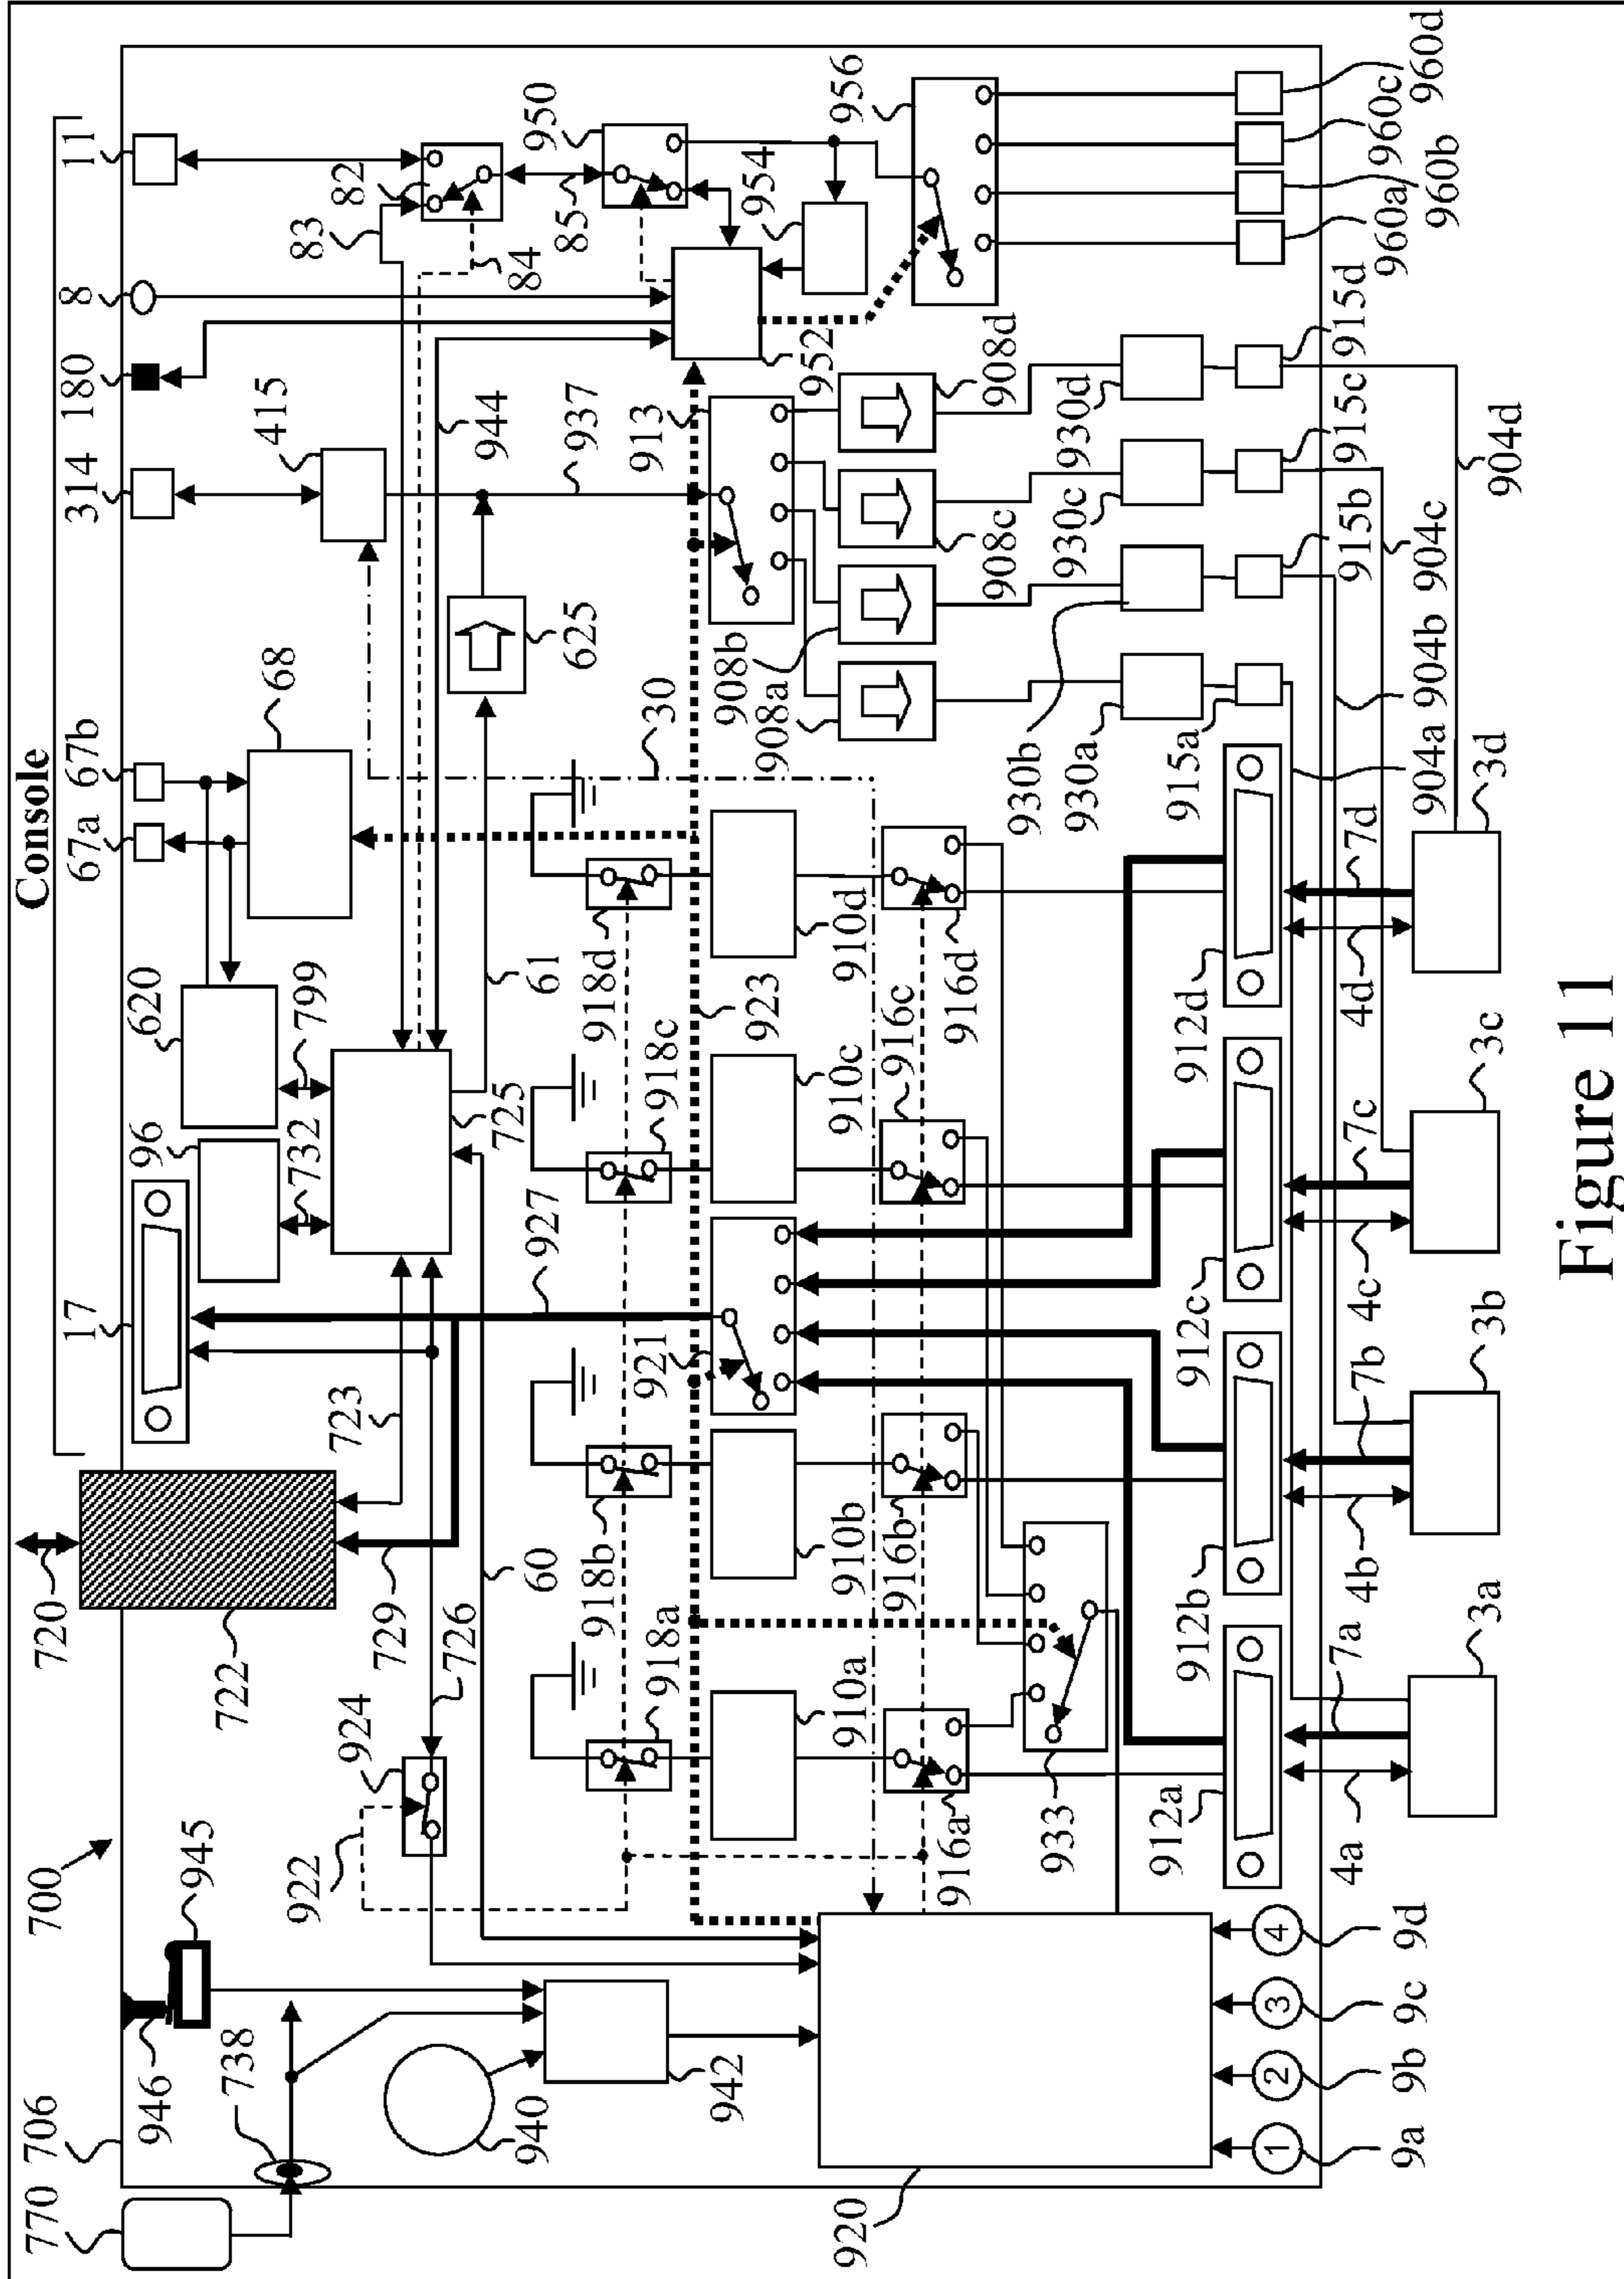 Console
11
8
180
314
67b
67a
17
720
706
770
83
82
950
85
956
84
954
415
68
620
96
799
732
722
723
700
945
946
738
944
952
937
913
625
61
725
927
729
726
60
924
922
940
942
30
908d
908c
908b
908a
918d
918c
918b
918a
923
921
910d
910c
910b
910a
930d
930c
930b
930a
915d
915c
915b
915a
960d
960c
960b
960a
916d
916c
916b
916a
933
920
912d
912c
912b
912a
904d
904c
904b
904a
7d
4d
7c
4c
7b
4b
7a
4a
3d
3c
3b
3a
4
3
2
1
9d
9c
9b
9a
Figure 11